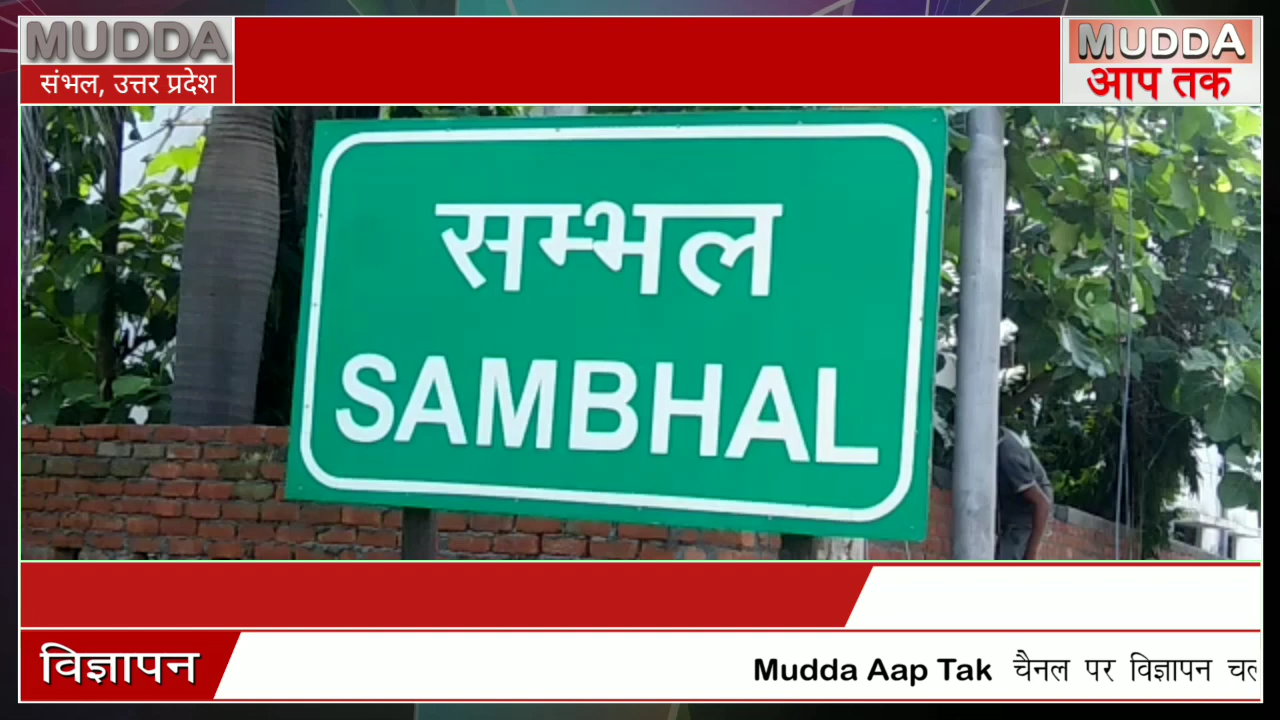 MUDDA
संभल, उत्तर प्रदेश
MUDDA
आप तक
सम्भल
SAMBHAL
विज्ञापन
Mudda Aap Tak चैनल पर विज्ञापन